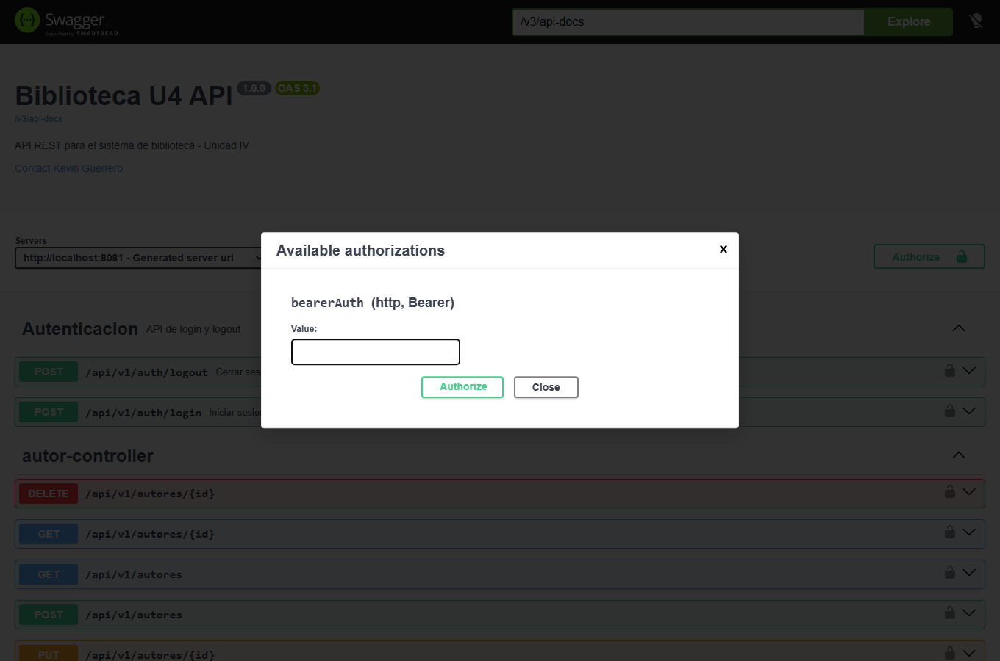 Swagger.
Supported by SMARTBEAR
/v3/api-docs
Explore
Biblioteca U4 API 1.0.0 OAS 3.1
/v3/api-docs
API REST para el sistema de biblioteca - Unidad IV
Contact Kevin Guerrero
Servers
http://localhost:8081 - Generated server url
Authorize
Available authorizations
bearerAuth (http, Bearer)
Value:
Authorize
Close
Autenticacion API de login y logout
POST /api/v1/auth/logout Cerrar ses
POST /api/v1/auth/login Iniciar sesion
autor-controller
DELETE /api/v1/autores/{id}
GET /api/v1/autores/{id}
GET /api/v1/autores
POST /api/v1/autores
PUT /api/v1/autores/{id}